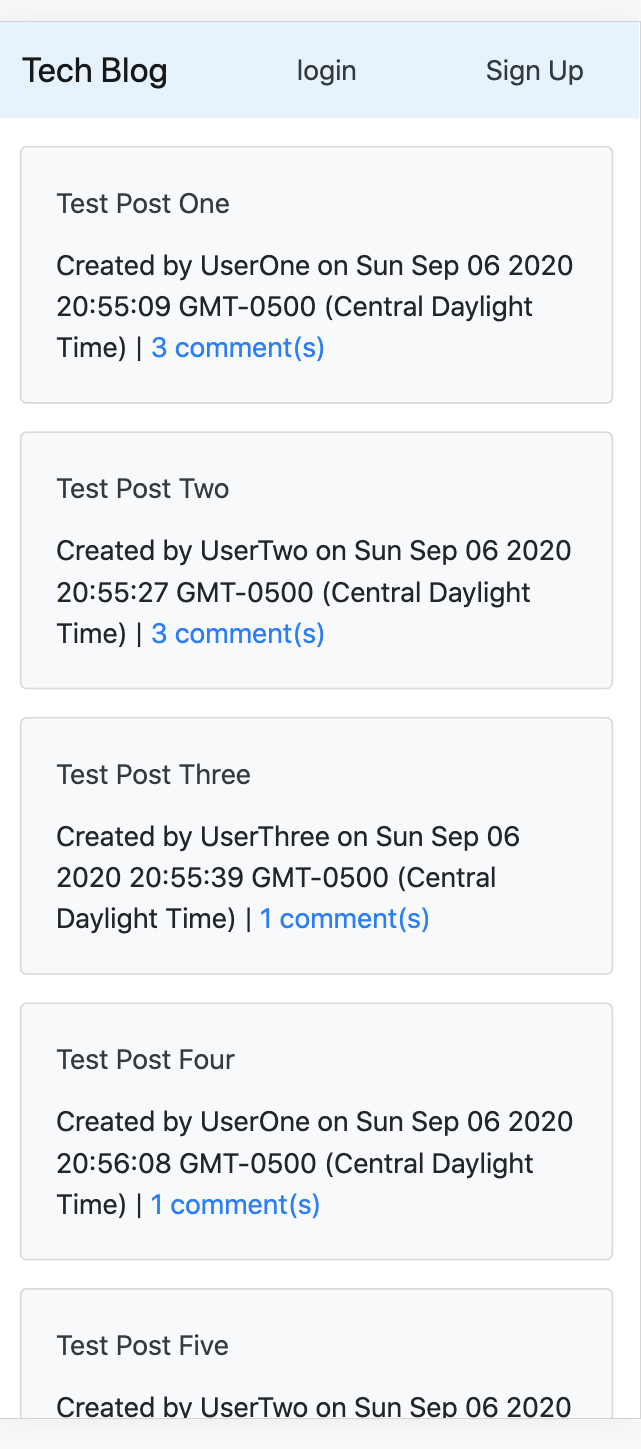 Tech Blog login Sign Up
Test Post One
Created by UserOne on Sun Sep 06 2020
20:55:09 GMT-0500 (Central Daylight
Time) | 3 comment(s)
Test Post Two
Created by UserTwo on Sun Sep 06 2020
20:55:27 GMT-0500 (Central Daylight
Time) | 3 comment(s)
Test Post Three
Created by UserThree on Sun Sep 06
2020 20:55:39 GMT-0500 (Central
Daylight Time) | 1 comment(s)
Test Post Four
Created by UserOne on Sun Sep 06 2020
20:56:08 GMT-0500 (Central Daylight
Time) | 1 comment(s)
Test Post Five
Created by UserTwo on Sun Sep 06 2020